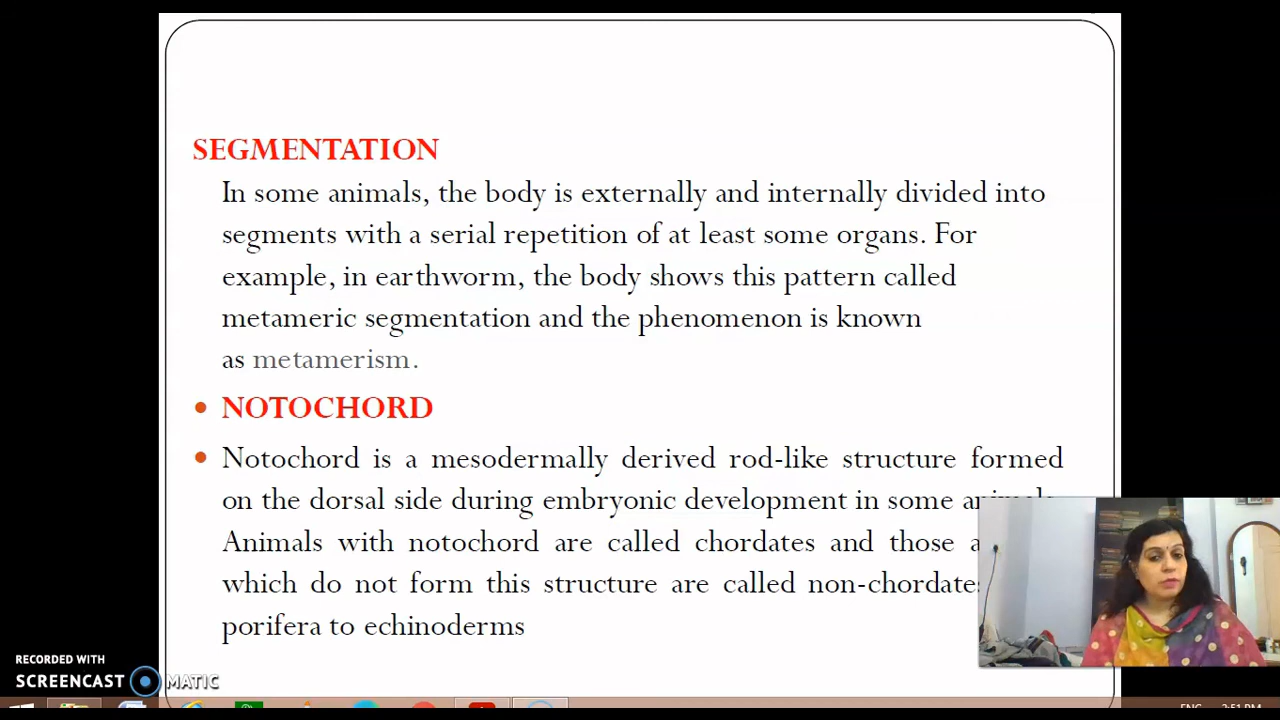 SEGMENTATION
In some animals, the body is externally and internally divided into
segments with a serial repetition of at least some organs. For
example, in earthworm, the body shows this pattern called
metameric segmentation and the phenomenon is known
as metamerism.
• NOTOCHORD
• Notochord is a mesodermally derived rod-like structure formed
on the dorsal side during embryonic development in some
Animals with notochord are called chordates and those
which do not form this structure are called non-chordates
porifera to echinoderms
RECORDED WITH
SCREENCAST MATIC
ENG